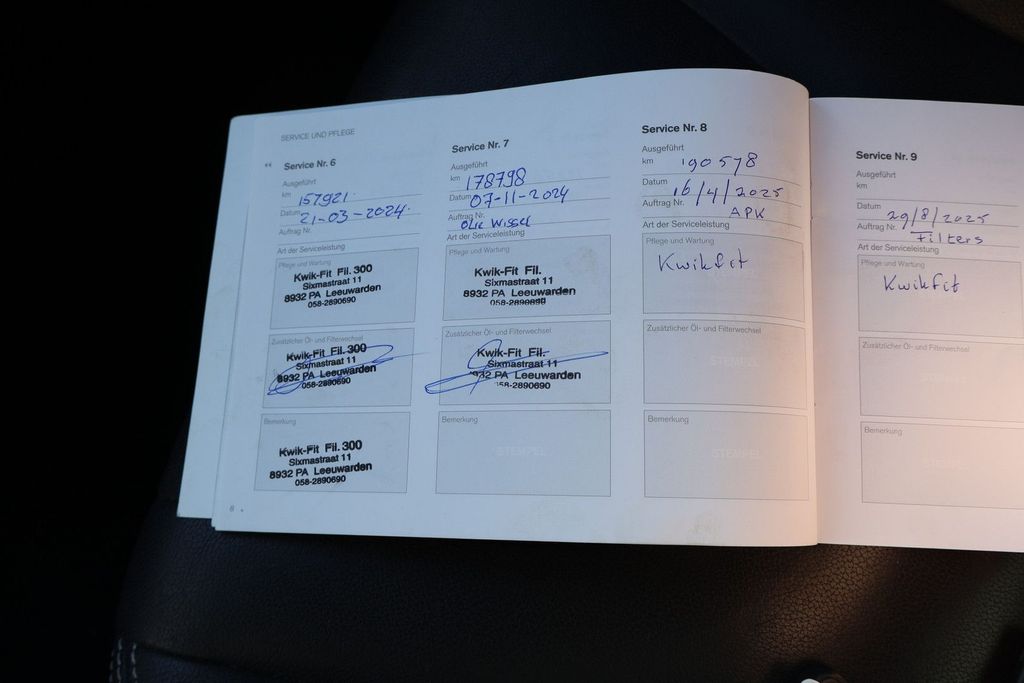 SERVICE UND PFLEGE
Service Nr. 6
Ausgeführt
km 157921
Datum 21-03-2024
Auftrag Nr.
Art der Serviceleistung
Pflege und Wartung
Kwik-Fit Fil. 300
Sixmastraat 11
8932 PA Leeuwarden
058-2890690
Zusätzlicher Öl- und Filterwechsel
Kwik-Fit Fil. 300
Sixmastraat 11
8932 PA Leeuwarden
058-2890690
Bemerkung
Kwik-Fit Fil. 300
Sixmastraat 11
8932 PA Leeuwarden
058-2890690
8
Service Nr. 7
Ausgeführt
km 178798
Datum 07-11-2024
Auftrag Nr.
Olie Wissel
Art der Serviceleistung
Pflege und Wartung
Kwik-Fit Fil.
Sixmastraat 11
8932 PA Leeuwarden
058-2890690
Zusätzlicher Öl- und Filterwechsel
Kwik-Fit Fil.
Sixmastraat 11
PA Leeuwarden
058-2890690
Bemerkung
STEMPEL
Service Nr. 8
Ausgeführt
km 190578
Datum 16/4/2025
Auftrag Nr. APK
Art der Serviceleistung
Pflege und Wartung
Kwikfit
Zusätzlicher Öl- und Filterwechsel
STEMPEL
Bemerkung
STEMPEL
Service Nr. 9
Ausgeführt
km
Datum 29/8/2025
Auftrag Nr. Filters
Art der Serviceleistung
Pflege und Wartung
Kwikfit
Zusätzlicher Öl- und Filterwechsel
Bemerkung